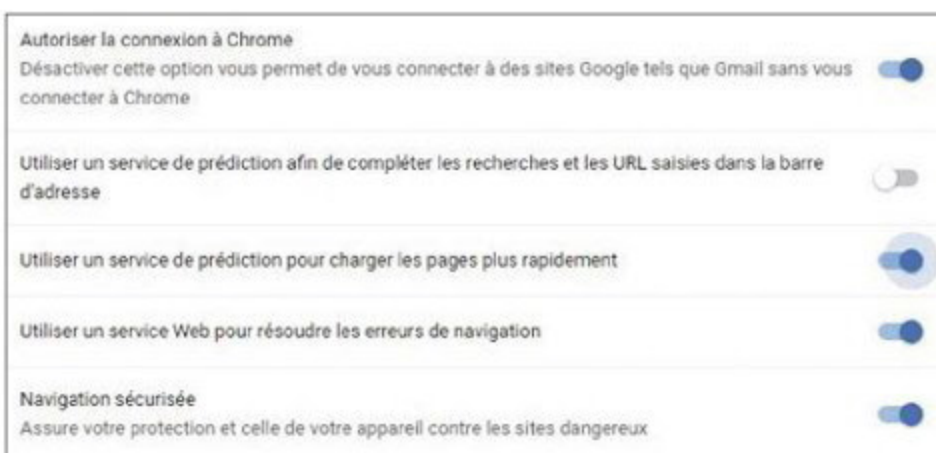 Autoriser la connexion à Chrome
Désactiver cette option vous permet de vous connecter à des sites Google tels que Gmail sans vous
connecter à Chrome
Utiliser un service de prédiction afin de compléter les recherches et les URL saisies dans la barre
d'adresse
Utiliser un service de prédiction pour charger les pages plus rapidement
Utiliser un service Web pour résoudre les erreurs de navigation
Navigation sécurisée
Assure votre protection et celle de votre appareil contre les sites dangereux